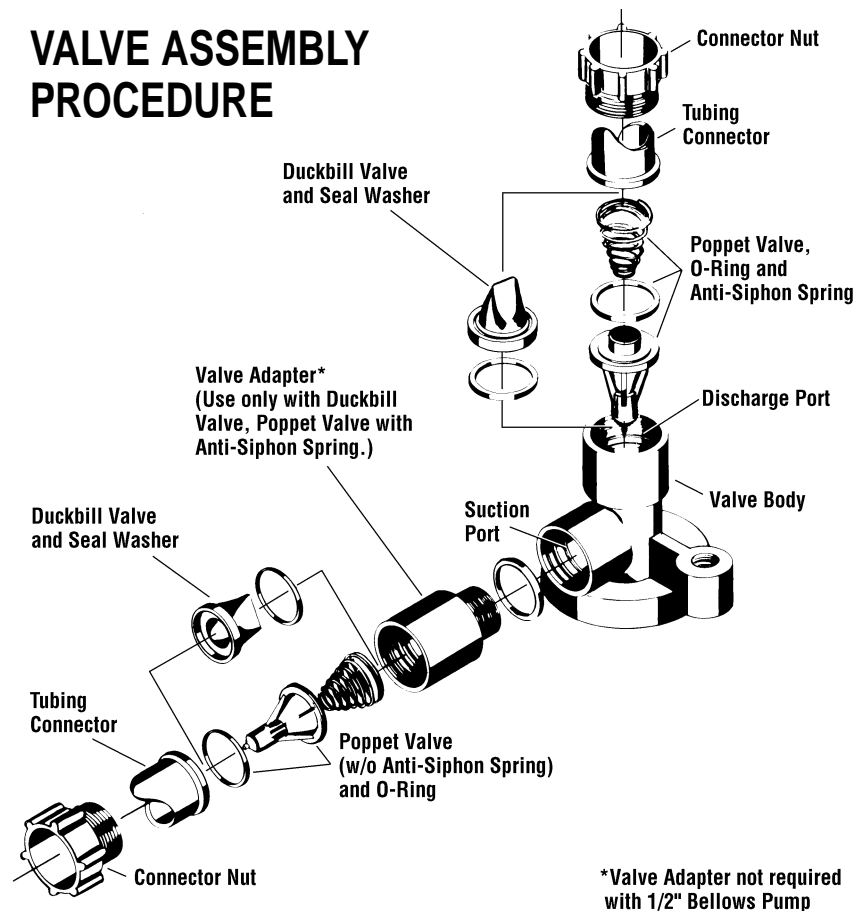 VALVE ASSEMBLY
PROCEDURE
Connector Nut
Tubing
Connector
Duckbill Valve
and Seal Washer
Poppet Valve,
O-Ring and
Anti-Siphon Spring
Valve Adapter*
(Use only with Duckbill
Valve, Poppet Valve with
Anti-Siphon Spring.)
Discharge Port
Valve Body
Suction
Port
Duckbill Valve
and Seal Washer
Tubing
Connector
Poppet Valve
(w/o Anti-Siphon Spring)
and O-Ring
Connector Nut
*Valve Adapter not required
with 1/2" Bellows Pump